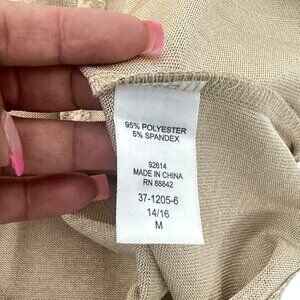 95% POLYESTER
5% SPANDEX
92614
MADE IN CHINA
RN 88842
37-1205-6
14/16
M